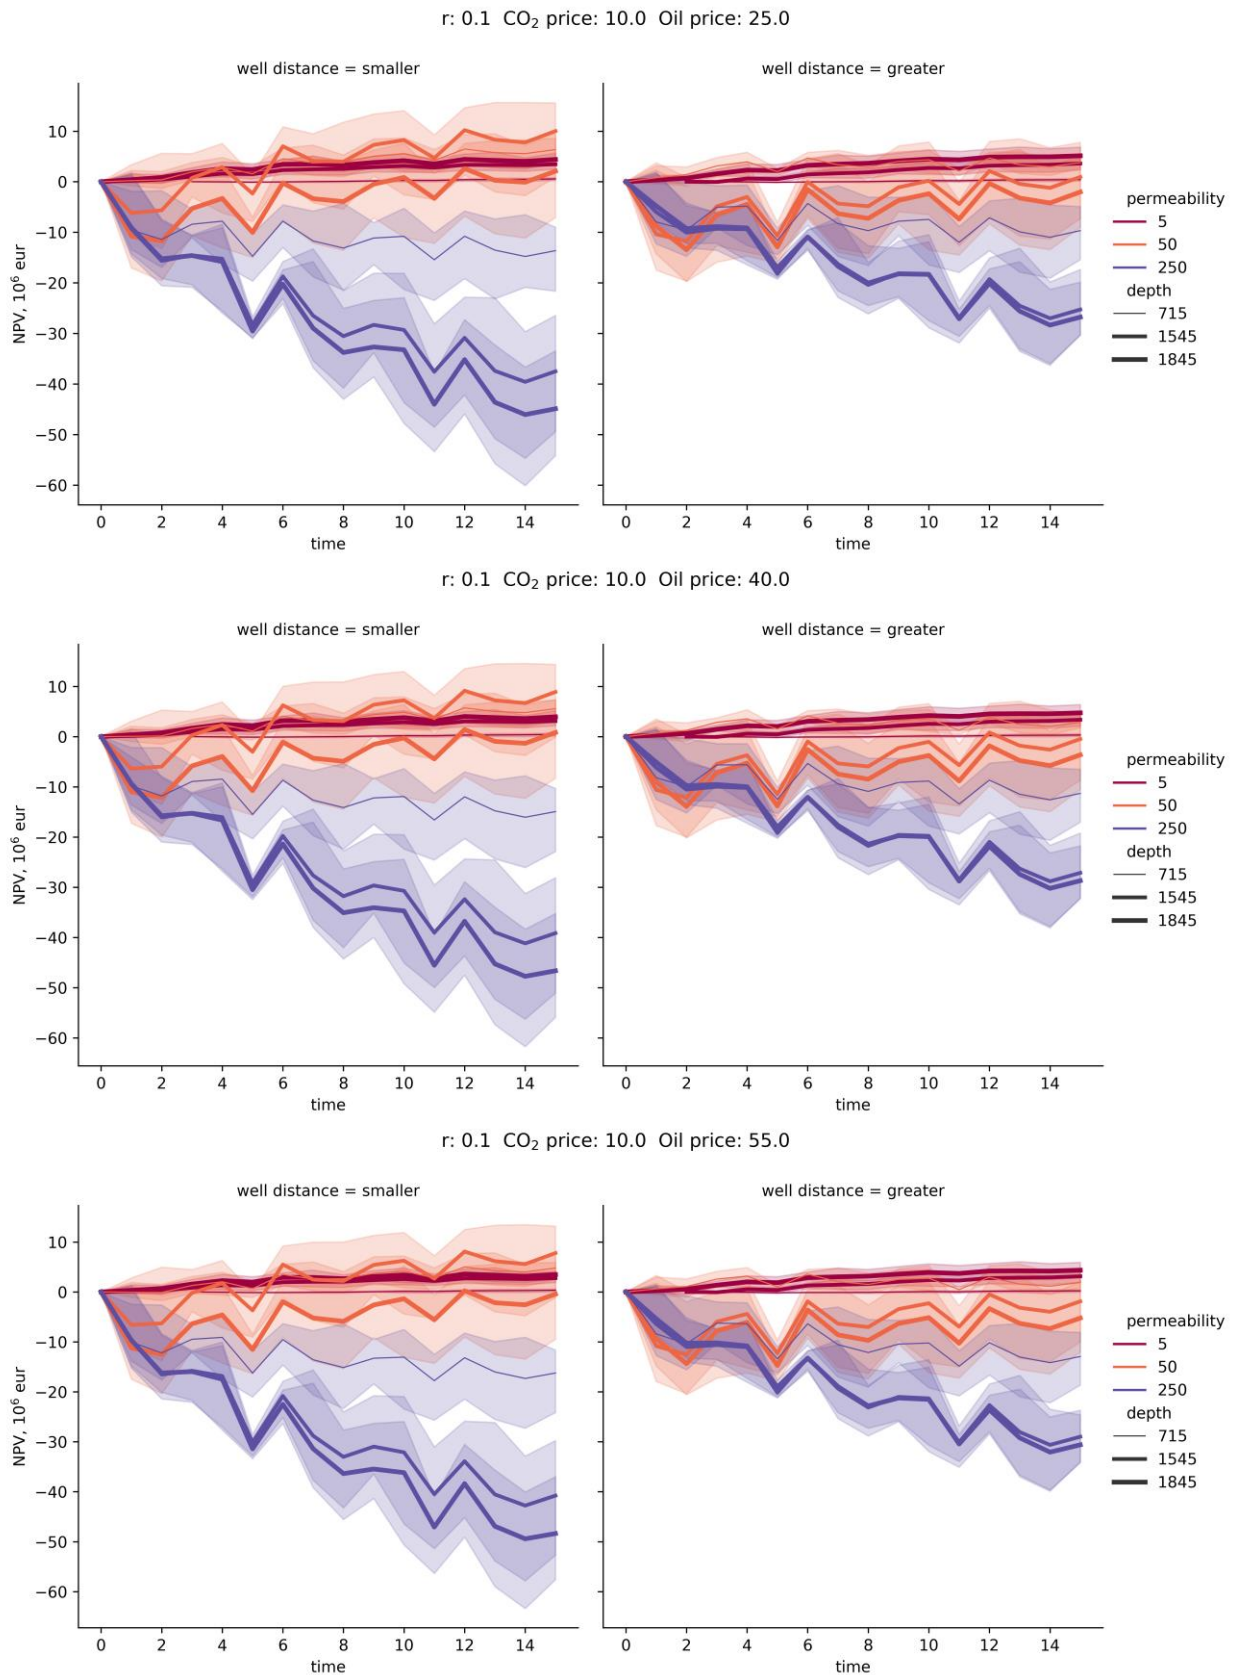 r: 0.1 CO₂ price: 10.0 Oil price: 25.0
well distance = smaller
well distance = greater
NPV, 10⁶ eur
10
0
−10
−20
−30
−40
−50
−60
0 2 4 6 8 10 12 14
time
0 2 4 6 8 10 12 14
time
permeability
5
50
250
depth
715
1545
1845
r: 0.1 CO₂ price: 10.0 Oil price: 40.0
well distance = smaller
well distance = greater
NPV, 10⁶ eur
10
0
−10
−20
−30
−40
−50
−60
0 2 4 6 8 10 12 14
time
0 2 4 6 8 10 12 14
time
permeability
5
50
250
depth
715
1545
1845
r: 0.1 CO₂ price: 10.0 Oil price: 55.0
well distance = smaller
well distance = greater
NPV, 10⁶ eur
10
0
−10
−20
−30
−40
−50
−60
0 2 4 6 8 10 12 14
time
0 2 4 6 8 10 12 14
time
permeability
5
50
250
depth
715
1545
1845